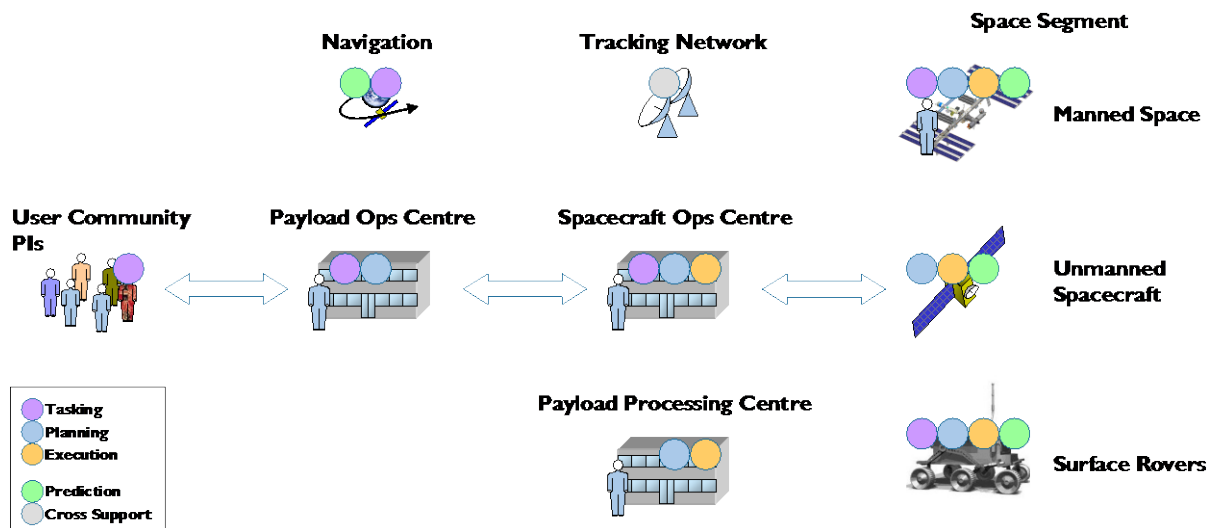 Space Segment
Navigation
Tracking Network
Manned Space
User Community
PIs
Payload Ops Centre
Spacecraft Ops Centre
Unmanned
Spacecraft
Tasking
Planning
Execution
Prediction
Cross Support
Payload Processing Centre
Surface Rovers